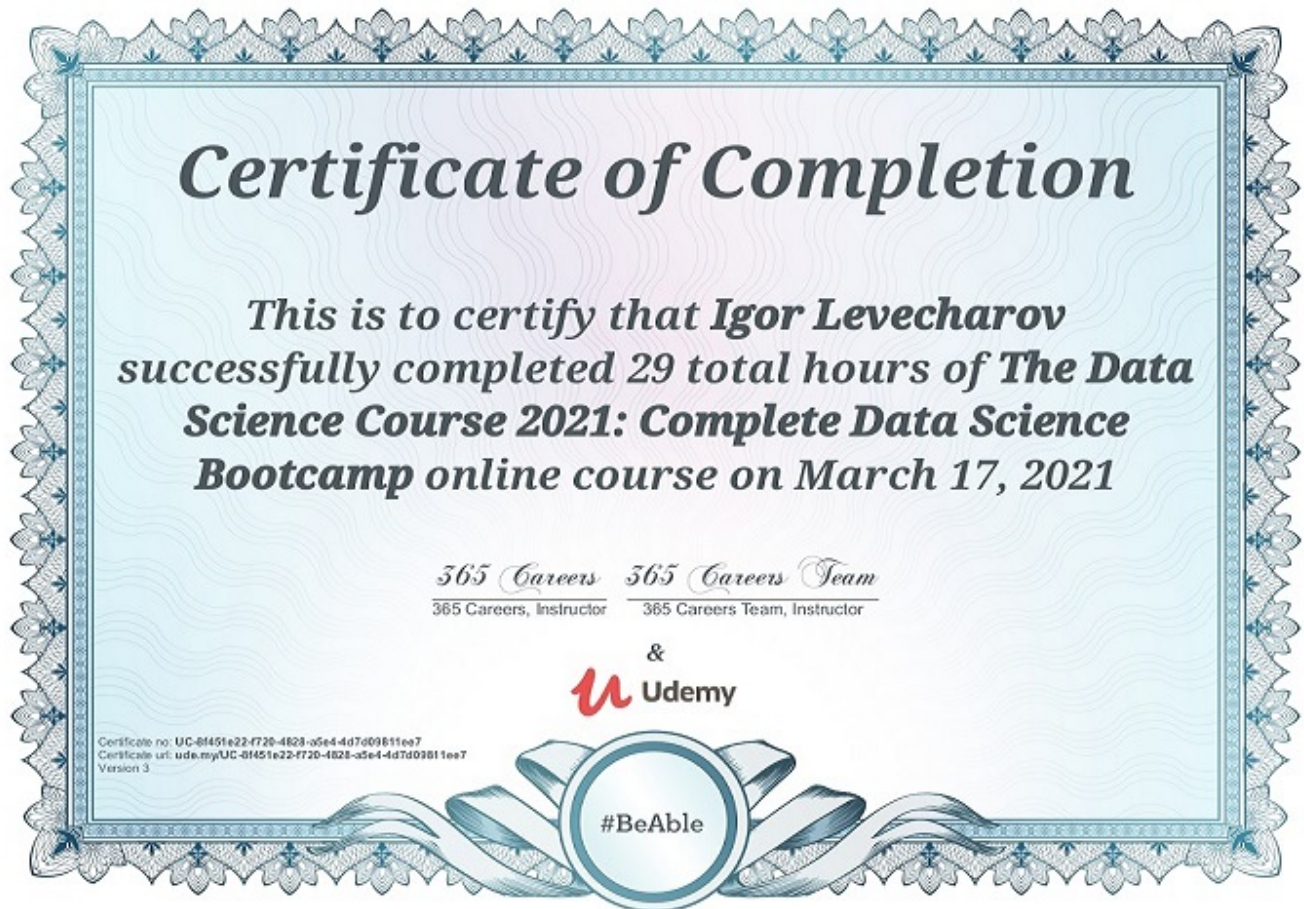 Certificate of Completion
This is to certify that Igor Levecharov
successfully completed 29 total hours of The Data
Science Course 2021: Complete Data Science
Bootcamp online course on March 17, 2021
365 Careers 365 Careers Team
365 Careers, Instructor 365 Careers Team, Instructor
&
Udemy
Certificate no: UC-8f451e22-f720-4828-a5e4-4d7d09811ee7
Certificate url: ude.my/UC-8f451e22-f720-4828-a5e4-4d7d09811ee7
Version 3
#BeAble